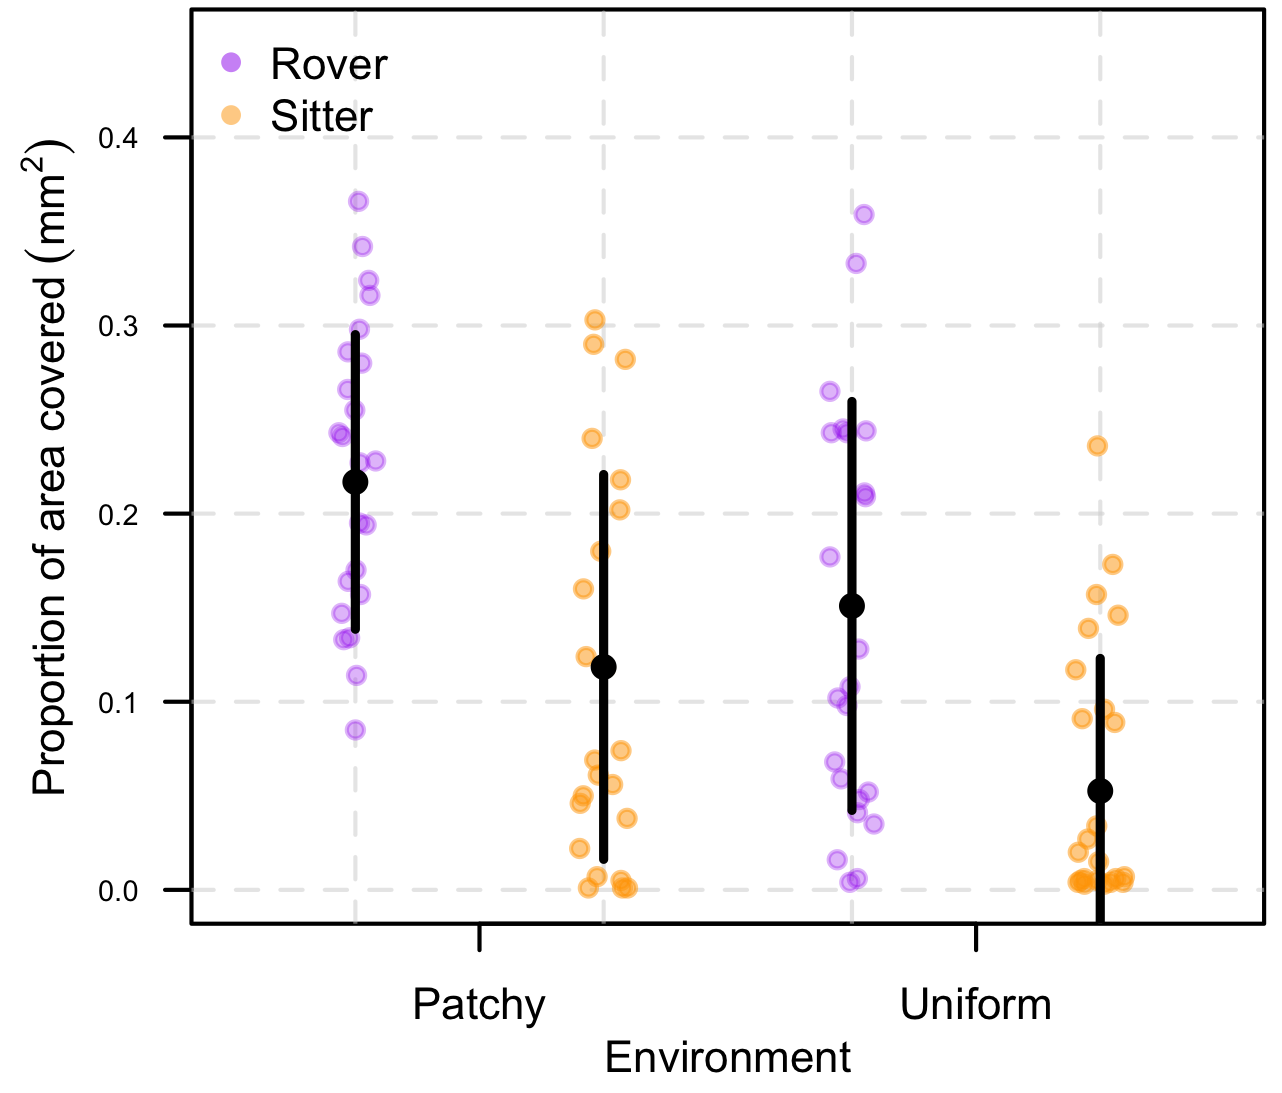 Rover
Sitter
0.4
0.3
0.2
0.1
0.0
Proportion of area covered (mm²)
Patchy
Uniform
Environment